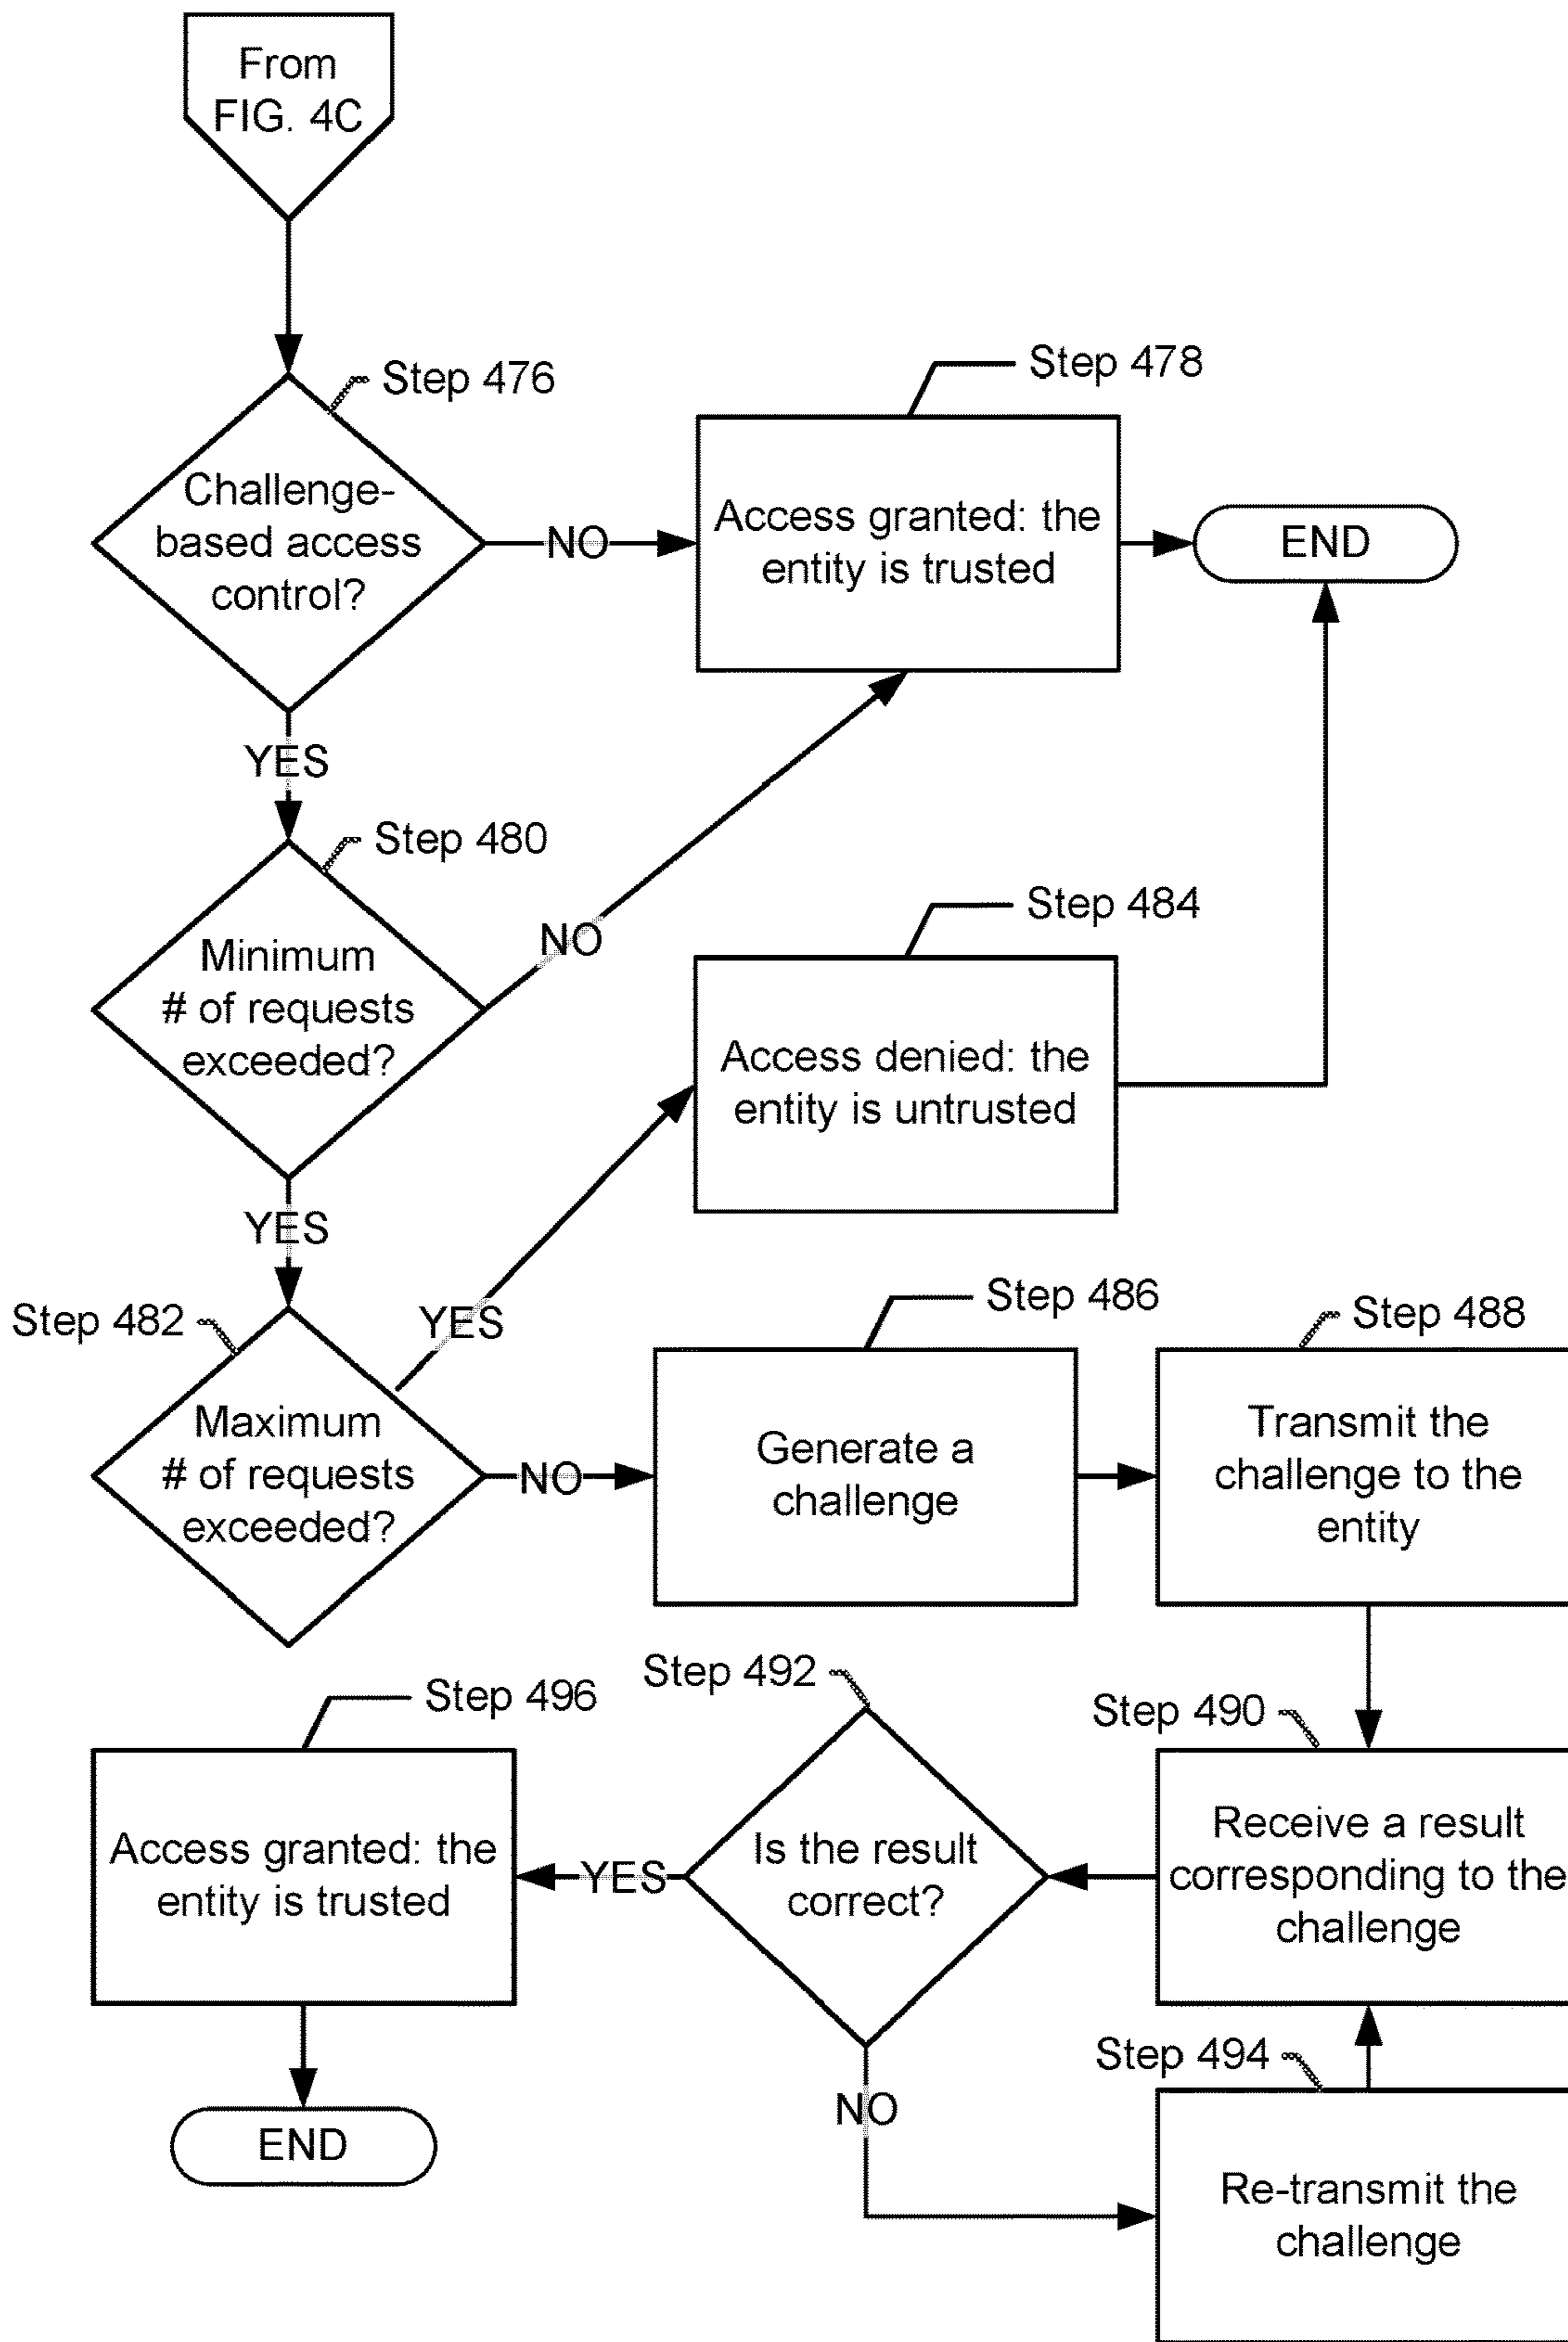 From
FIG. 4C
Step 476
Challenge-
based access
control?
NO
Step 478
Access granted: the
entity is trusted
END
YES
Step 480
Minimum
# of requests
exceeded?
NO
Step 484
Access denied: the
entity is untrusted
YES
Step 482
Maximum
# of requests
exceeded?
YES
NO
Step 486
Generate a
challenge
Step 488
Transmit the
challenge to the
entity
Step 490
Receive a result
corresponding to the
challenge
Step 492
Is the result
correct?
YES
Step 496
Access granted: the
entity is trusted
END
NO
Step 494
Re-transmit the
challenge